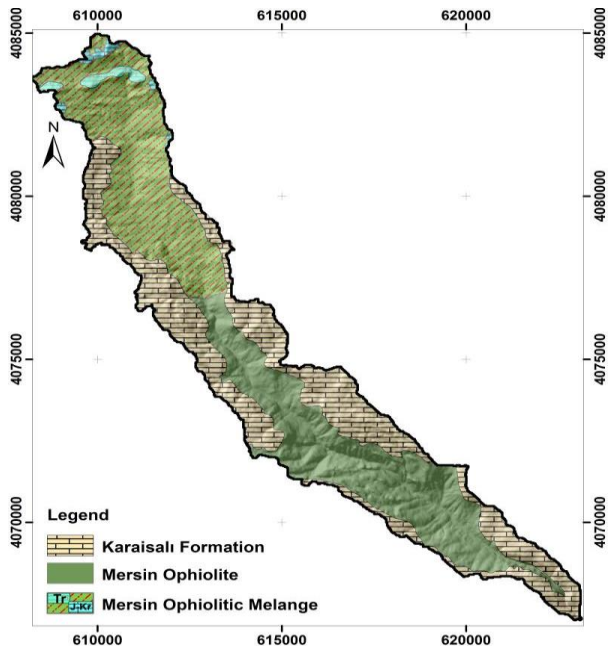 610000 615000 620000
4085000 4085000
N
4080000 4080000
4075000 4075000
4070000 4070000
Legend
Karaisalı Formation
Mersin Ophiolite
Tr J-Kr Mersin Ophiolitic Melange
610000 615000 620000